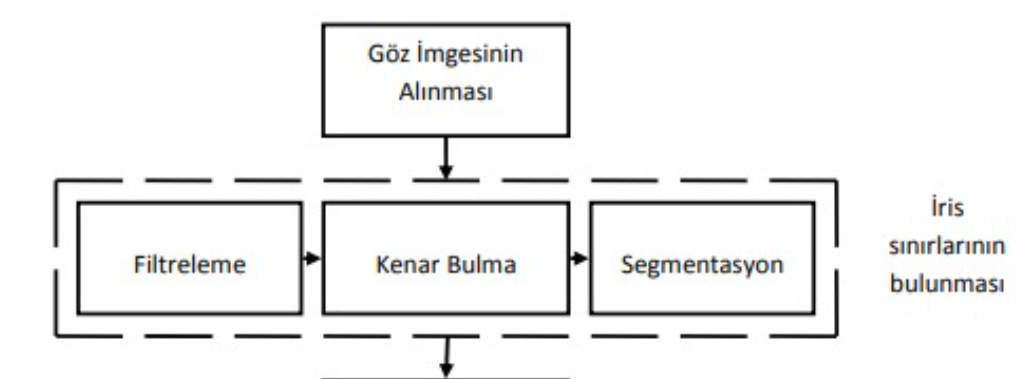 Göz İmgesinin
Alınması
Filtreleme
Kenar Bulma
Segmentasyon
İris
sınırlarının
bulunması